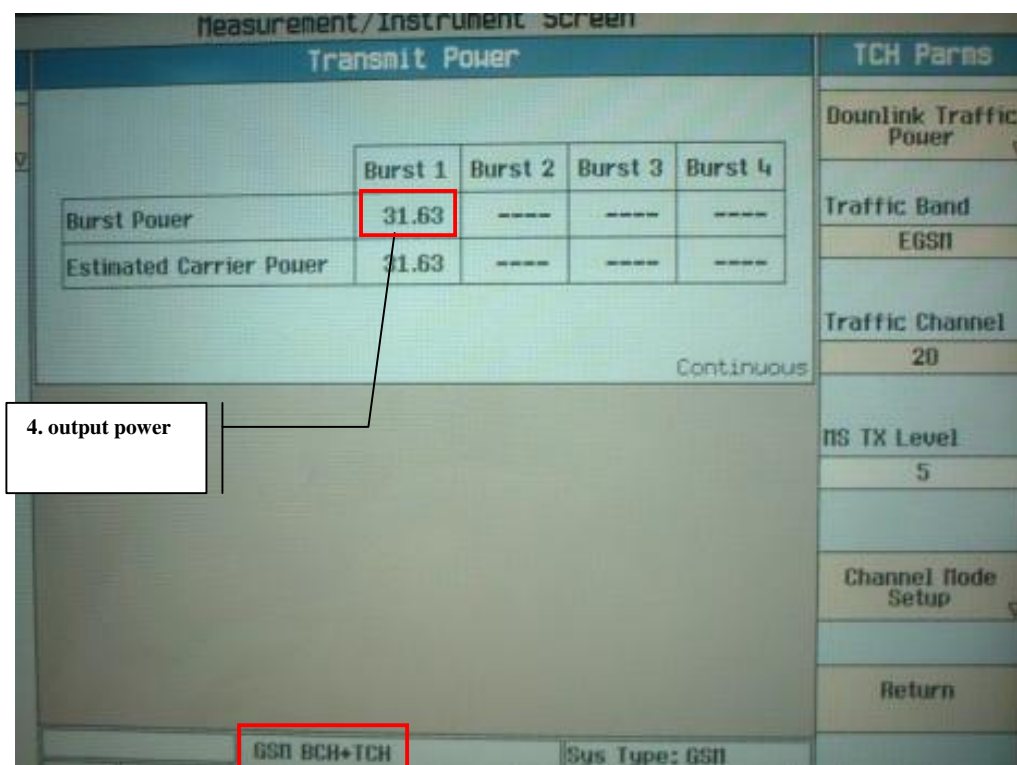 Measurement/Instrument Screen
Transmit Power
Burst 1 Burst 2 Burst 3 Burst 4
Burst Power 31.63 ---- ---- ----
Estimated Carrier Power 31.63 ---- ---- ----
Continuous
4. output power
GSM BCH+TCH
Sys Type: GSM
TCH Parms
Downlink Traffic
Power
Traffic Band
EGSM
Traffic Channel
20
MS TX Level
5
Channel Mode
Setup
Return